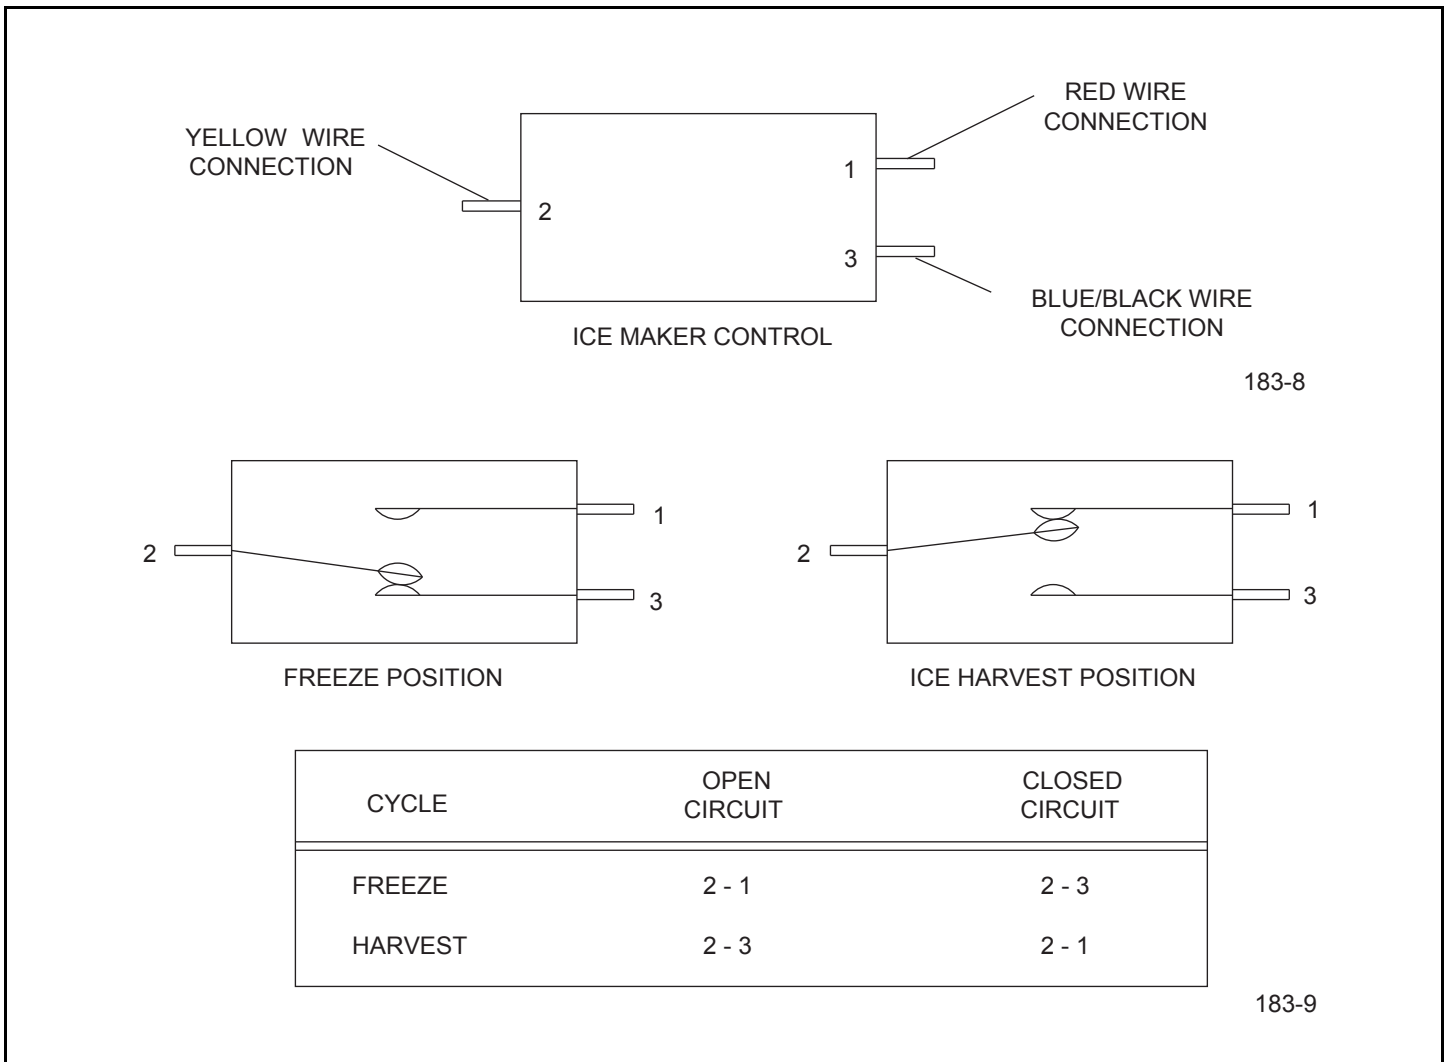 RED WIRE
CONNECTION
YELLOW WIRE
CONNECTION
1
2
3
BLUE/BLACK WIRE
CONNECTION
ICE MAKER CONTROL
183-8
1
2
3
FREEZE POSITION
1
2
3
ICE HARVEST POSITION
CYCLE OPEN CIRCUIT CLOSED CIRCUIT
FREEZE 2 - 1 2 - 3
HARVEST 2 - 3 2 - 1
183-9